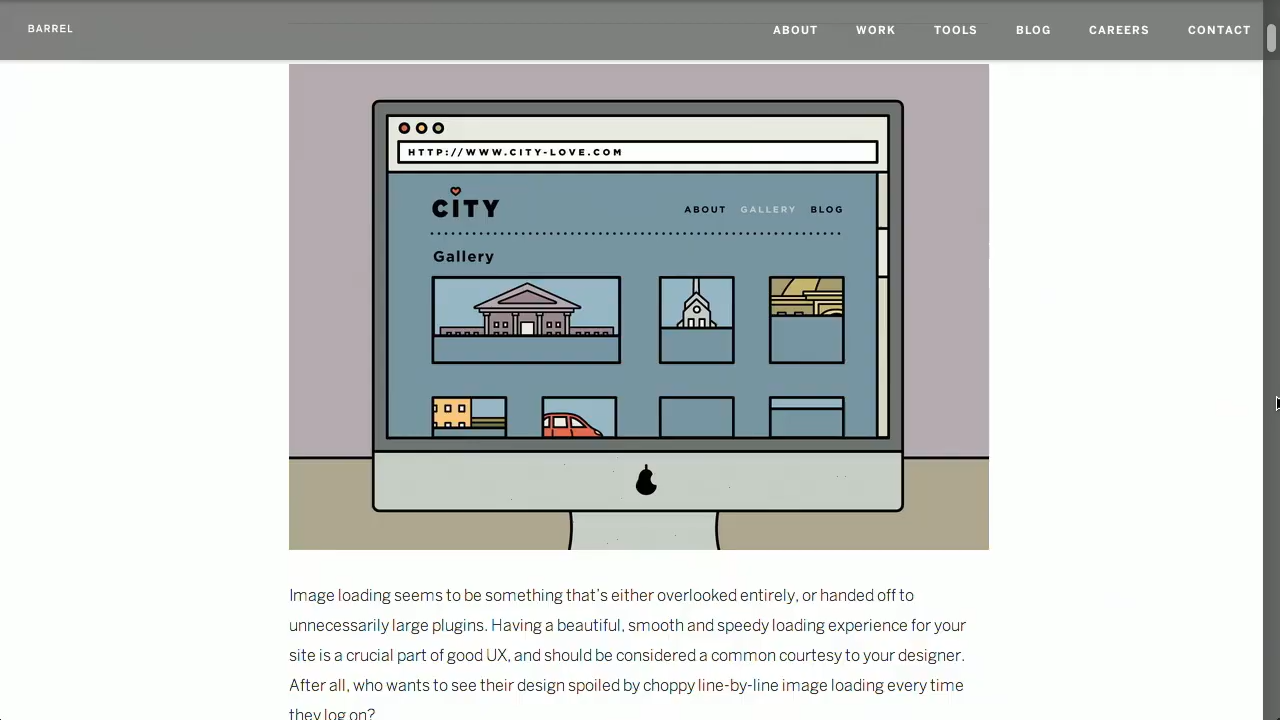 BARREL
ABOUT WORK TOOLS BLOG CAREERS CONTACT
HTTP://WWW.CITY-LOVE.COM
CiTY
ABOUT GALLERY BLOG
Gallery
Image loading seems to be something that's either overlooked entirely, or handed off to
unnecessarily large plugins. Having a beautiful, smooth and speedy loading experience for your
site is a crucial part of good UX, and should be considered a common courtesy to your designer.
After all, who wants to see their design spoiled by choppy line-by-line image loading every time
they log on?